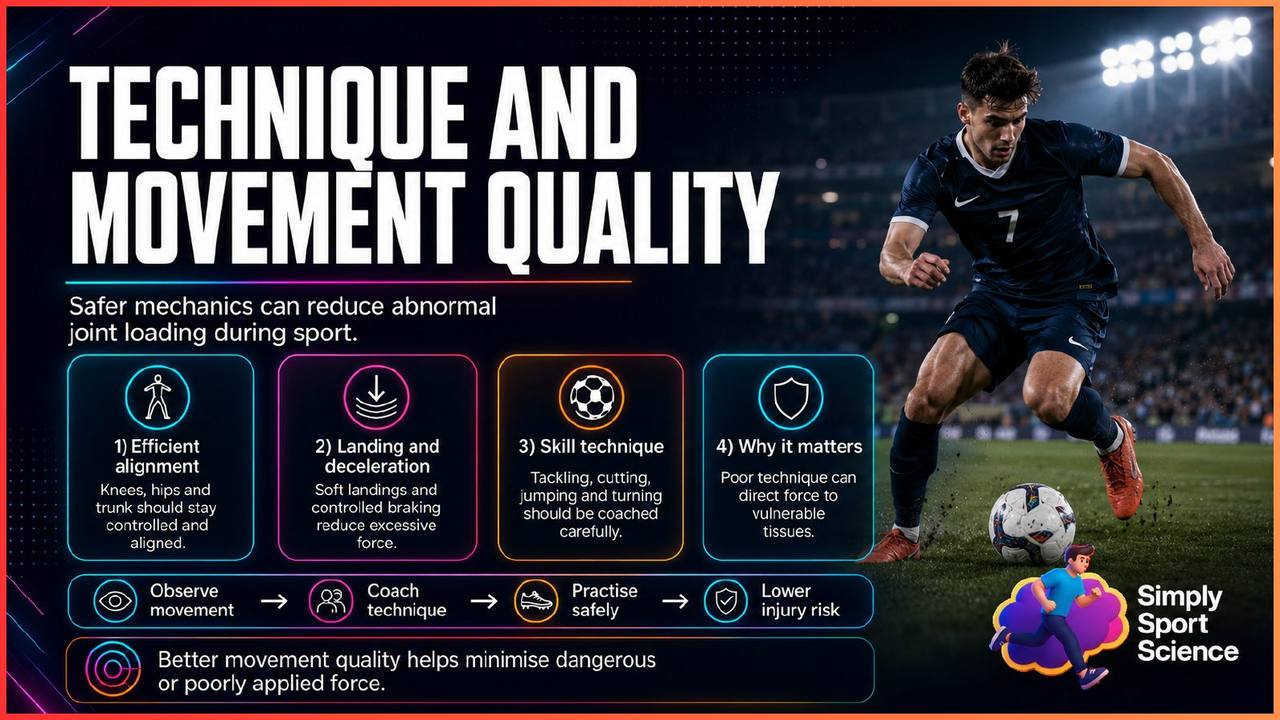 TECHNIQUE AND
MOVEMENT QUALITY
Safer mechanics can reduce abnormal
joint loading during sport.
1) Efficient
alignment
Knees, hips and
trunk should stay
controlled and
aligned.
2) Landing and
deceleration
Soft landings and
controlled braking
reduce excessive
force.
3) Skill technique
Tackling, cutting,
jumping and turning
should be coached
carefully.
4) Why it matters
Poor technique can
direct force to
vulnerable
tissues.
Observe
movement
Coach
technique
Practise
safely
Lower
injury risk
Better movement quality helps minimise dangerous
or poorly applied force.
7
Simply
Sport
Science